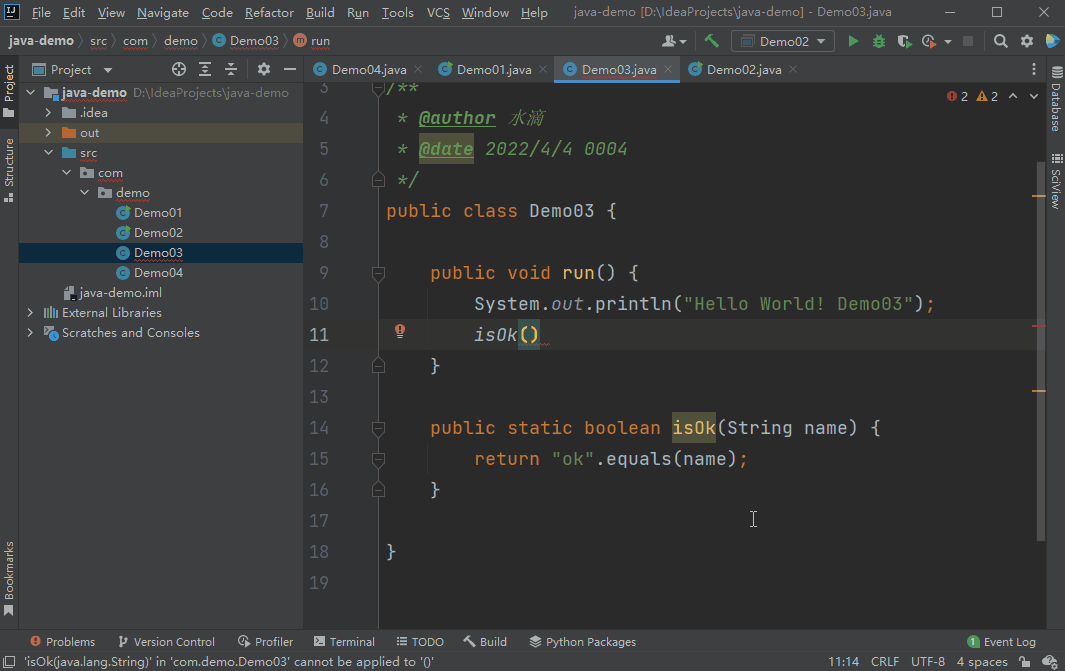 File Edit View Navigate Code Refactor Build Run Tools VCS Window Help java-demo [D:\IdeaProjects\java-demo] - Demo03.java
java-demo src com demo Demo03 run Demo02
Project Demo04.java Demo01.java Demo03.java Demo02.java
java-demo D:\IdeaProjects\java-demo
.idea
out
src
com
demo
Demo01
Demo02
Demo03
Demo04
java-demo.iml
External Libraries
Scratches and Consoles
Project
Structure
Bookmarks
2 2
3 /**
4 * @author 水滴
5 * @date 2022/4/4 0004
6 */
7 public class Demo03 {
8
9 public void run() {
10 System.out.println("Hello World! Demo03");
11 isOk()
12 }
13
14 public static boolean isOk(String name) {
15 return "ok".equals(name);
16 }
17
18 }
19
Database
SciView
Problems Version Control Profiler Terminal TODO Build Python Packages 1 Event Log
'isOk(java.lang.String)' in 'com.demo.Demo03' cannot be applied to '()' 11:14 CRLF UTF-8 4 spaces